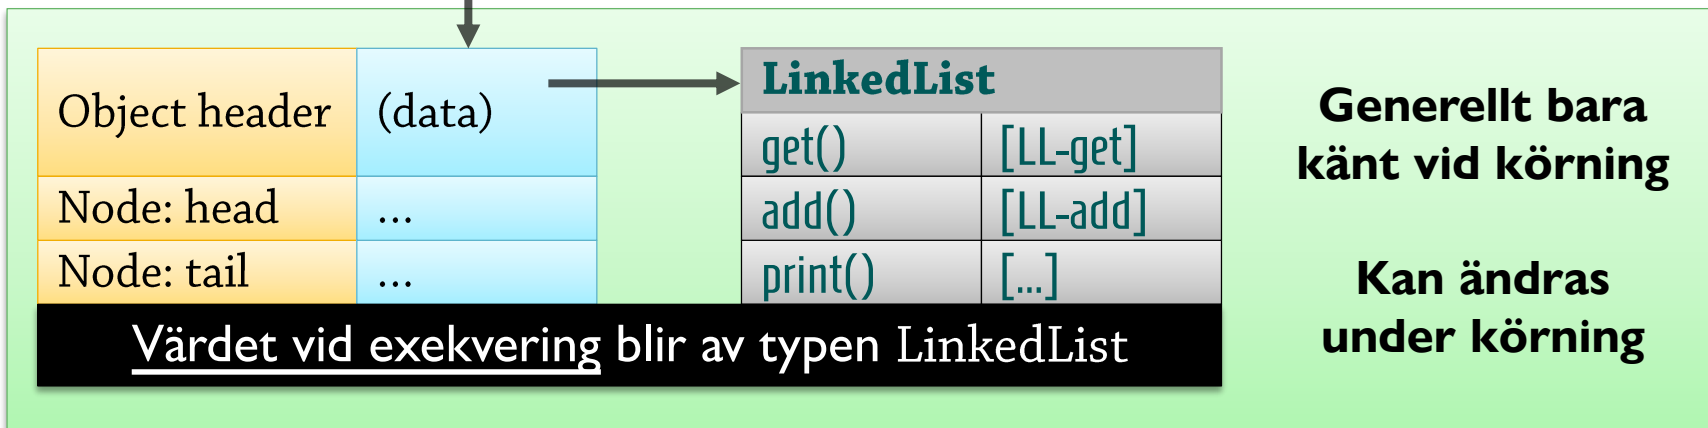 Object header (data)
Node: head ...
Node: tail ...
LinkedList
get() [LL-get]
add() [LL-add]
print() [...]
Värdet vid exekvering blir av typen LinkedList
Generellt bara
känt vid körning
Kan ändras
under körning